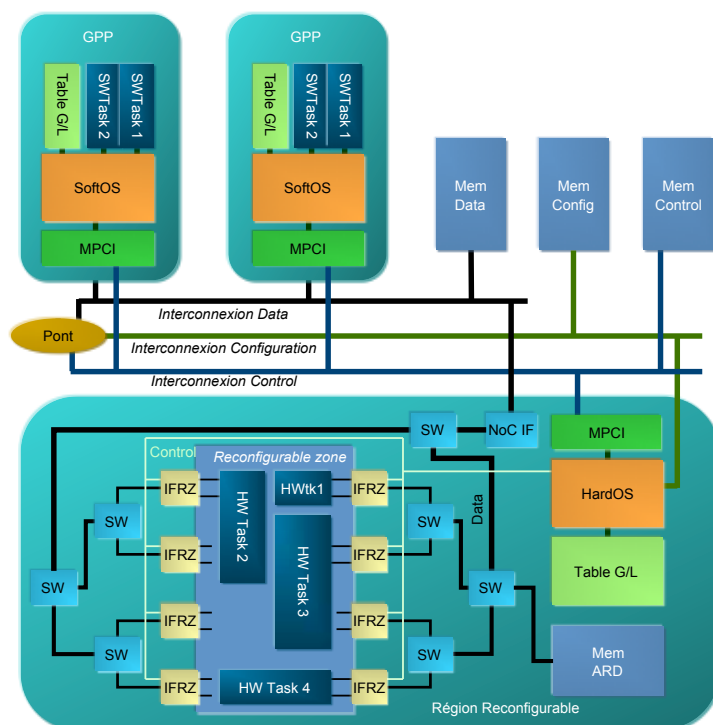 GPP
GPP
Table G/L
SWTask 2
SWTask 1
Table G/L
SWTask 2
SWTask 1
SoftOS
SoftOS
MPCI
MPCI
Mem
Data
Mem
Config
Mem
Control
Interconnexion Data
Pont
Interconnexion Configuration
Interconnexion Control
SW
NoC IF
MPCI
Control
Reconfigurable zone
IFRZ
HW Task 2
HWtk1
IFRZ
HardOS
SW
SW
Data
IFRZ
HW Task 3
IFRZ
SW
SW
Table G/L
IFRZ
IFRZ
SW
SW
Mem
ARD
IFRZ
HW Task 4
IFRZ
Région Reconfigurable